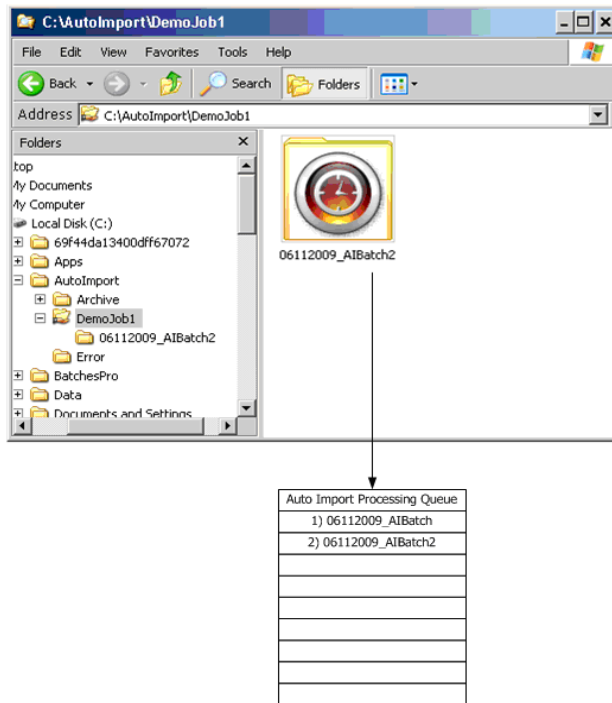 C:\AutoImport\DemoJob1
File Edit View Favorites Tools Help
Back Search Folders
Address C:\AutoImport\DemoJob1
Folders
top
My Documents
My Computer
Local Disk (C:)
69f44da13400dff67072
Apps
AutoImport
Archive
DemoJob1
06112009_AIBatch2
Error
BatchesPro
Data
Documents and Settings
06112009_AIBatch2
Auto Import Processing Queue
1) 06112009_AIBatch
2) 06112009_AIBatch2